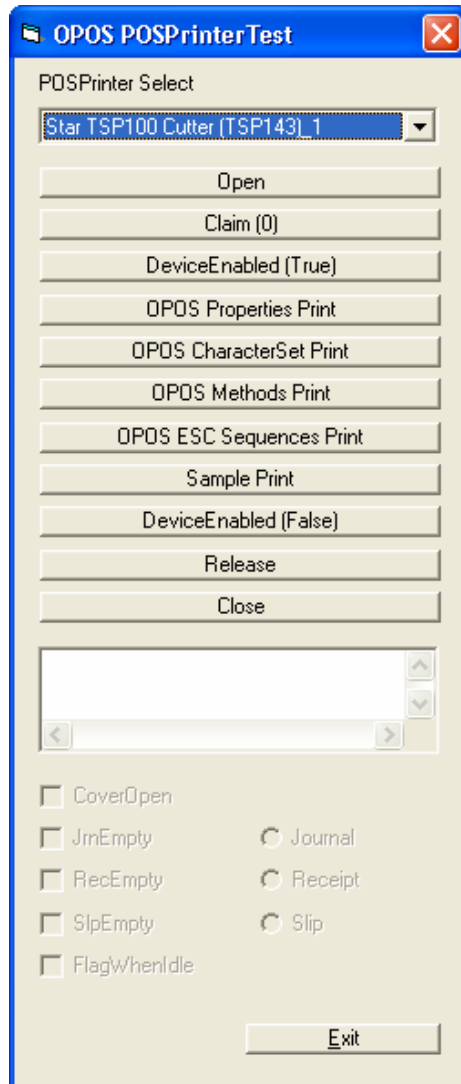 OPOS POSPrinterTest
POSPrinter Select
Star TSP100 Cutter (TSP143)_1
Open
Claim (0)
DeviceEnabled (True)
OPOS Properties Print
OPOS CharacterSet Print
OPOS Methods Print
OPOS ESC Sequences Print
Sample Print
DeviceEnabled (False)
Release
Close
CoverOpen
JrnEmpty Journal
RecEmpty Receipt
SlpEmpty Slip
FlagWhenIdle
Exit